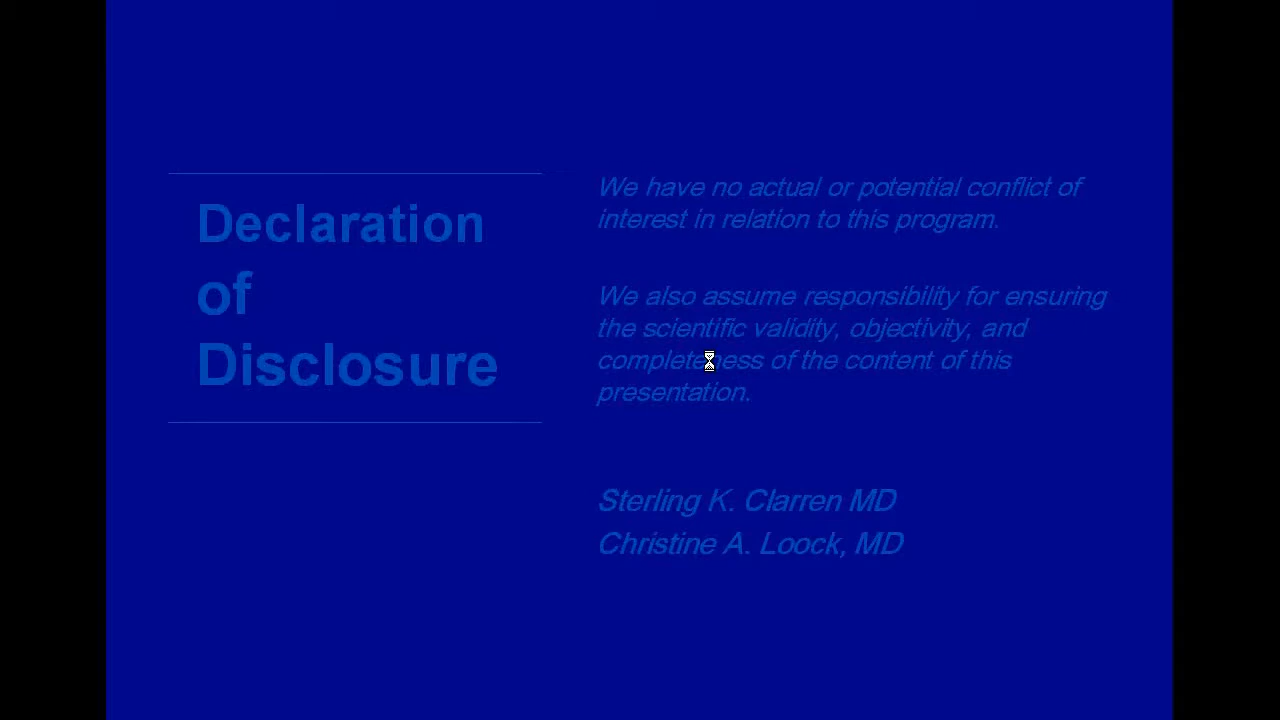 Declaration
of
Disclosure
We have no actual or potential conflict of
interest in relation to this program.
We also assume responsibility for ensuring
the scientific validity, objectivity, and
completeness of the content of this
presentation.
Sterling K. Clarren MD
Christine A. Loock, MD